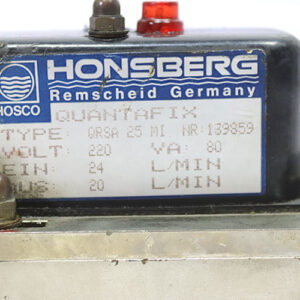 HONSBERG
Remscheid Germany
HOSCO
QUANTAFIX
TYPE: QRSA 25 MI NR:139859
VOLT: 220 VA: 80
EIN: 24 L/MIN
AUS: 20 L/MIN